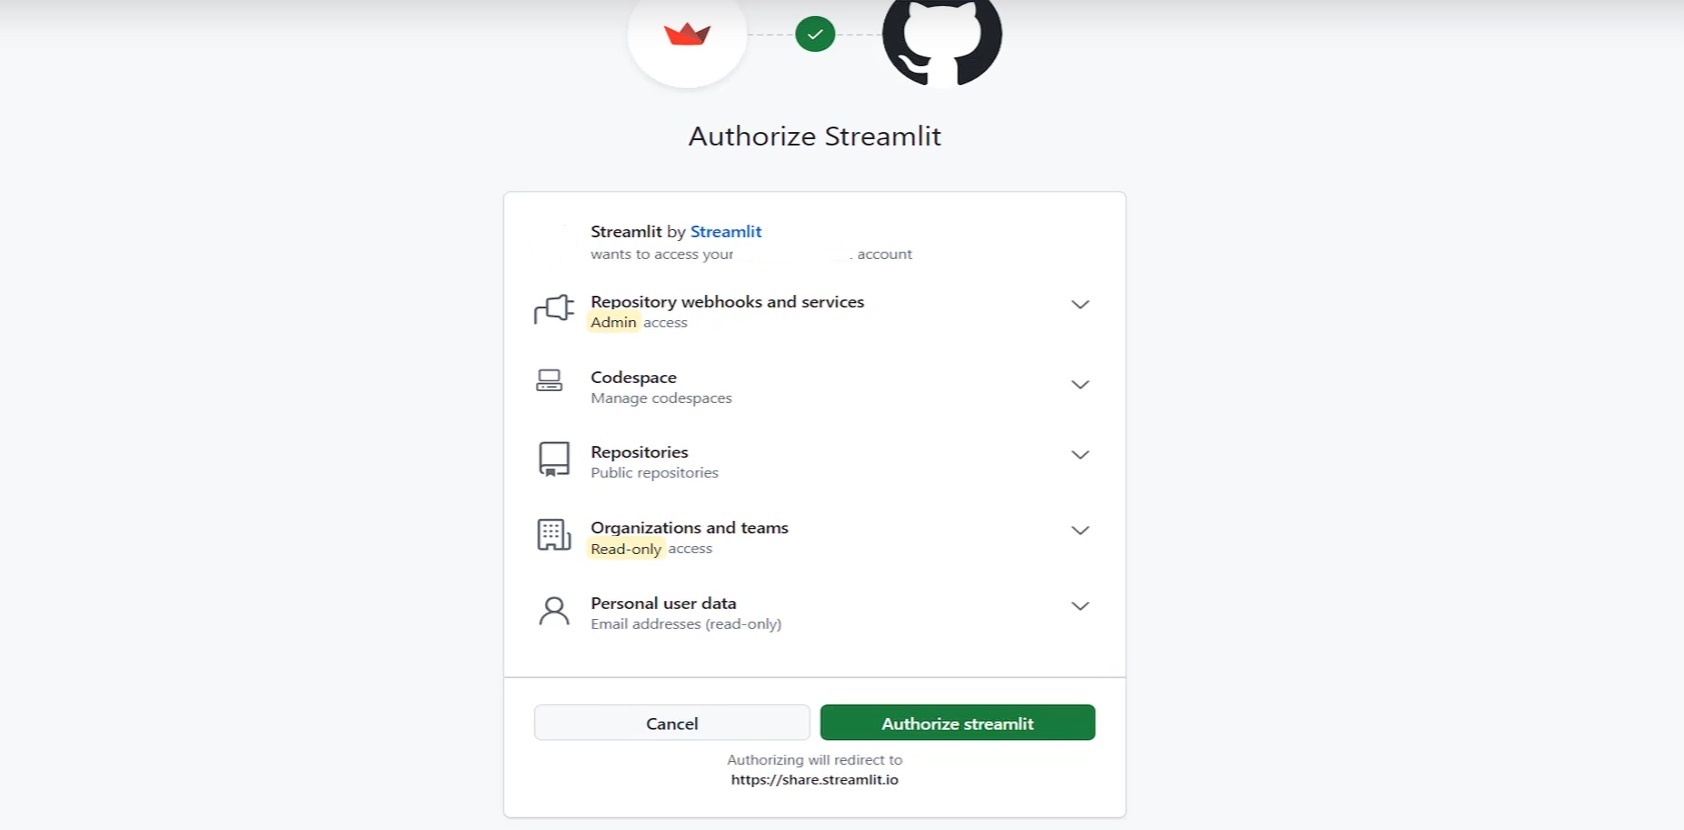 Authorize Streamlit
Streamlit by Streamlit
wants to access your account
Repository webhooks and services
Admin access
Codespace
Manage codespaces
Repositories
Public repositories
Organizations and teams
Read-only access
Personal user data
Email addresses (read-only)
Cancel
Authorize streamlit
Authorizing will redirect to
https://share.streamlit.io